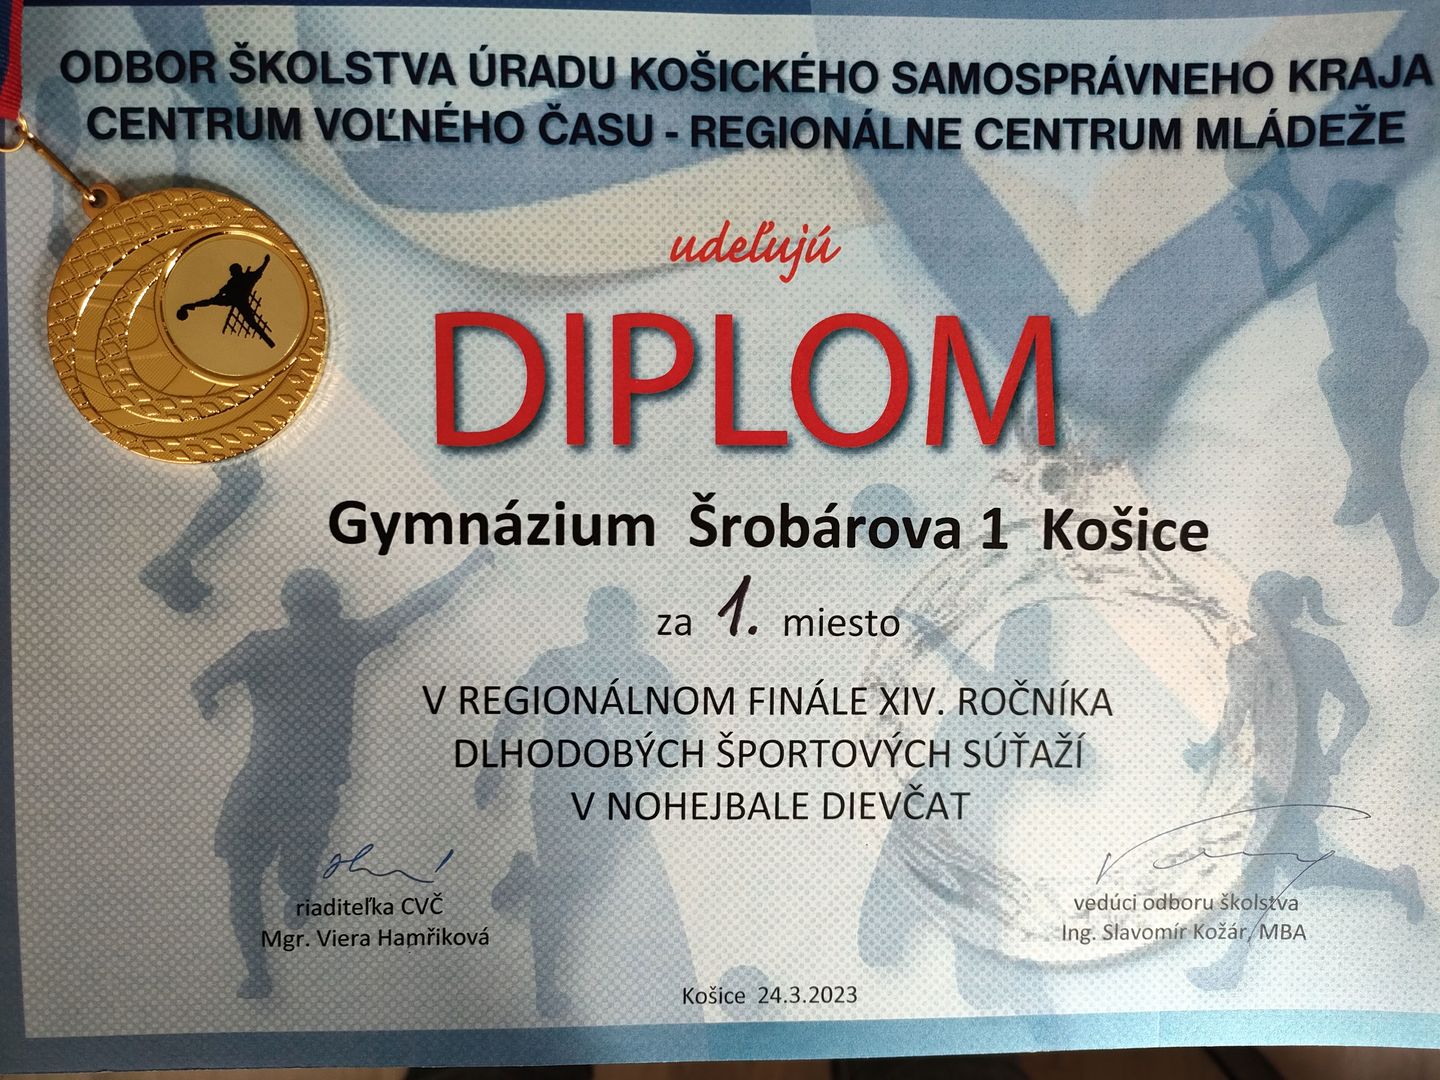 ODBOR ŠKOLSTVA ÚRADU KOŠICKÉHO SAMOSPRÁVNEHO KRAJA
CENTRUM VOĽNÉHO ČASU - REGIONÁLNE CENTRUM MLÁDEŽE
udeľujú
DIPLOM
Gymnázium Šrobárova 1 Košice
za 1. miesto
V REGIONÁLNOM FINÁLE XIV. ROČNÍKA
DLHODOBÝCH ŠPORTOVÝCH SÚŤAŽÍ
V NOHEJBALE DIEVČAT
riaditeľka CVČ
Mgr. Viera Hamřiková
vedúci odboru školstva
Ing. Slavomír Kožár, MBA
Košice 24.3.2023